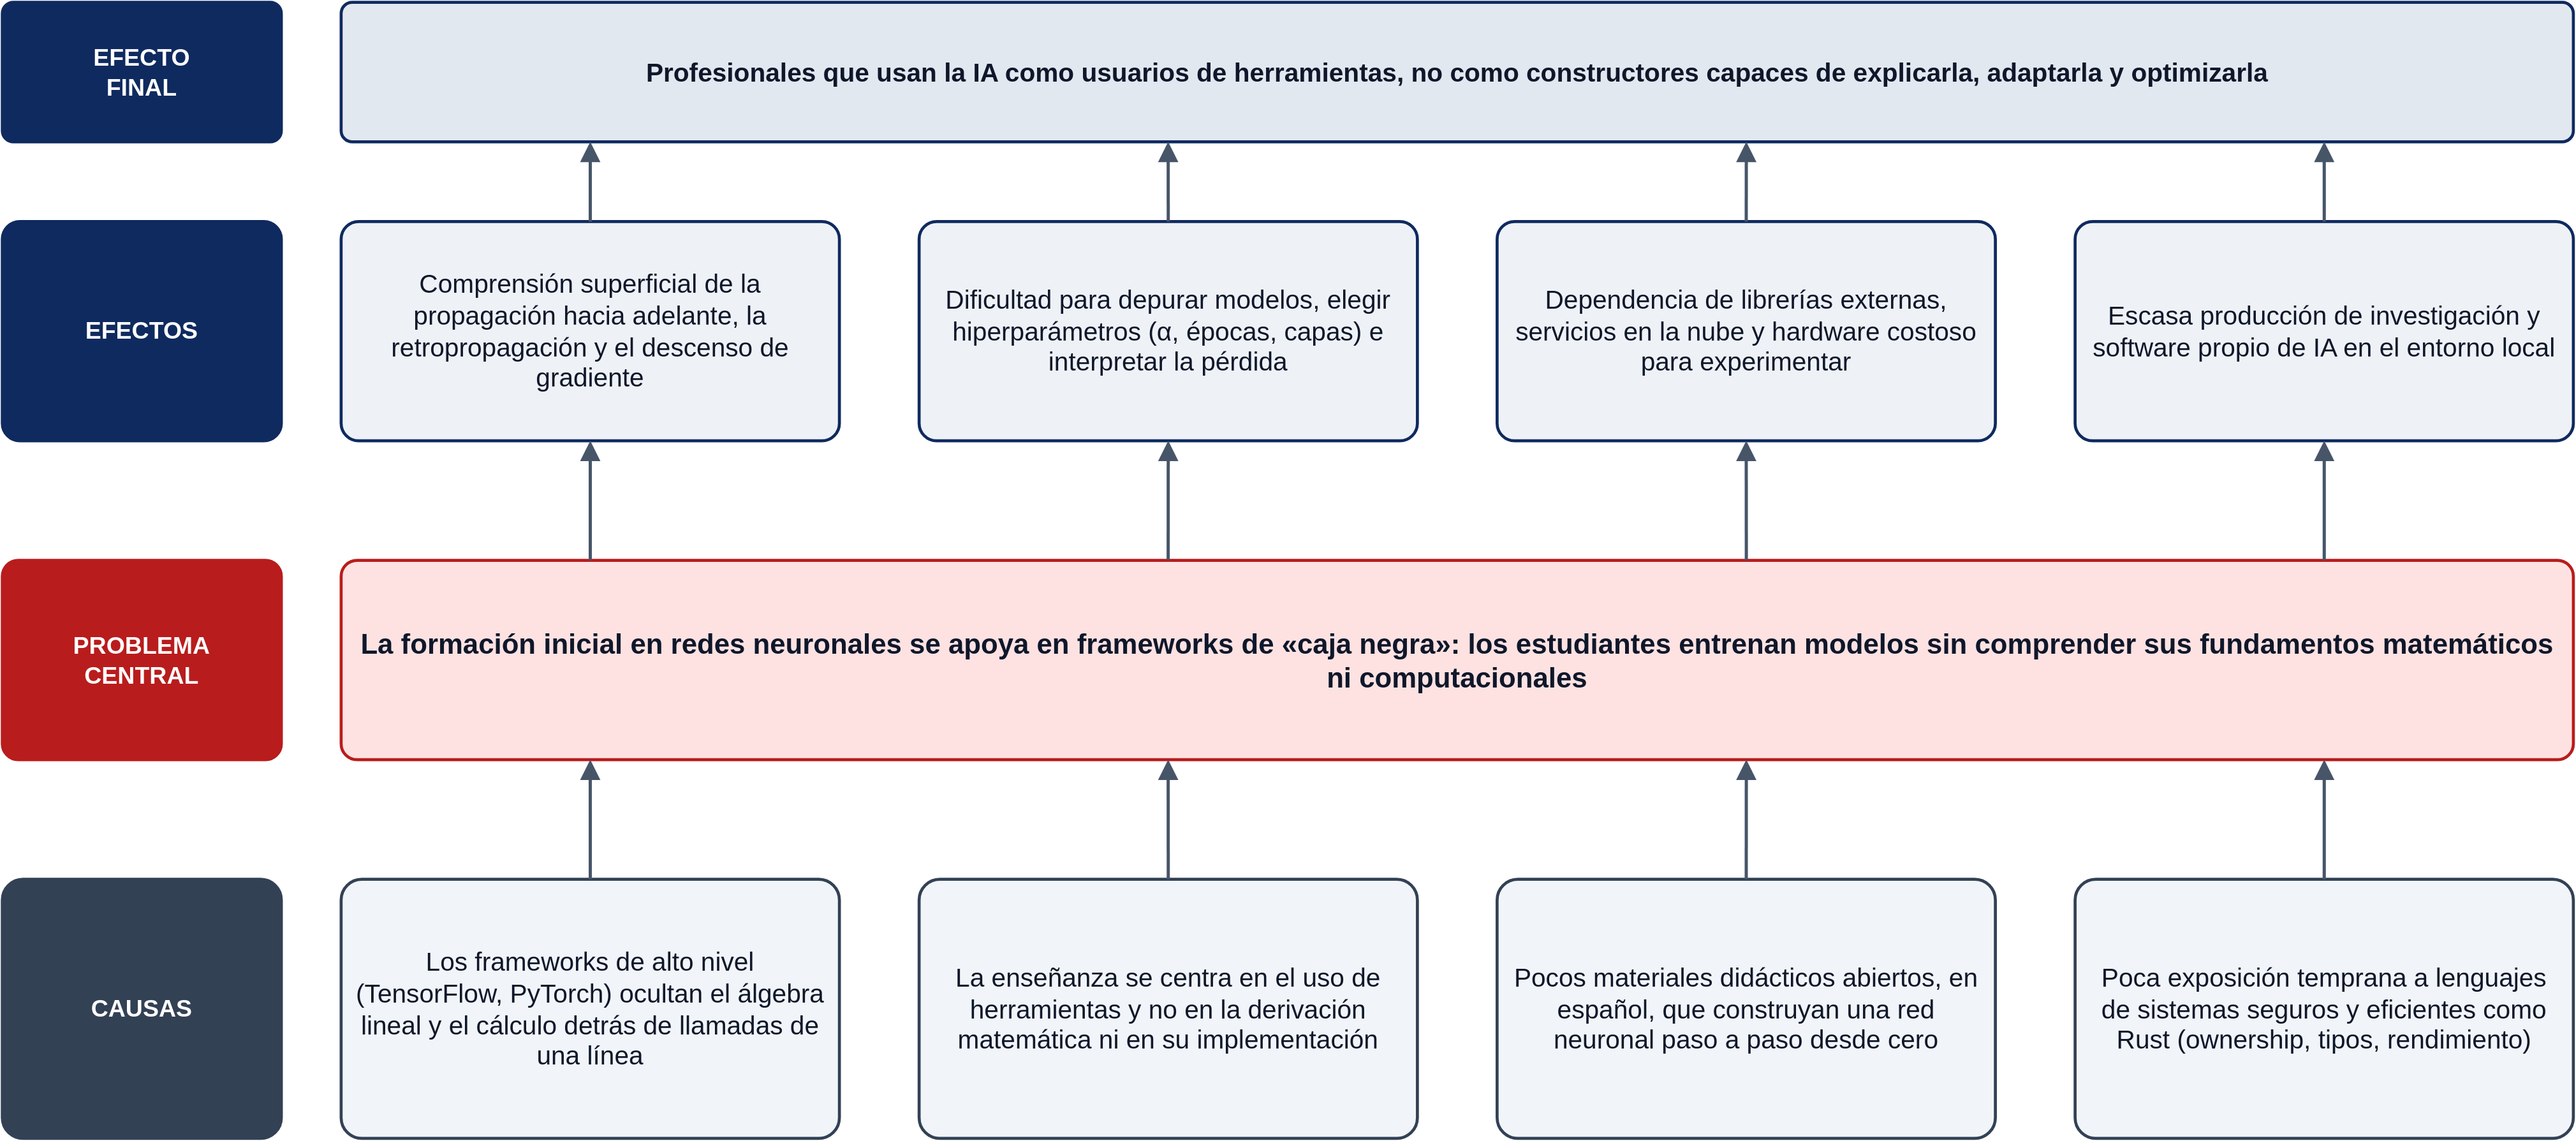 EFECTO
FINAL
Profesionales que usan la IA como usuarios de herramientas, no como constructores capaces de explicarla, adaptarla y optimizarla
EFECTOS
Comprensión superficial de la
propagación hacia adelante, la
retropropagación y el descenso de
gradiente
Dificultad para depurar modelos, elegir
hiperparámetros (α, épocas, capas) e
interpretar la pérdida
Dependencia de librerías externas,
servicios en la nube y hardware costoso
para experimentar
Escasa producción de investigación y
software propio de IA en el entorno local
PROBLEMA
CENTRAL
La formación inicial en redes neuronales se apoya en frameworks de «caja negra»: los estudiantes entrenan modelos sin comprender sus fundamentos matemáticos
ni computacionales
CAUSAS
Los frameworks de alto nivel
(TensorFlow, PyTorch) ocultan el álgebra
lineal y el cálculo detrás de llamadas de
una línea
La enseñanza se centra en el uso de
herramientas y no en la derivación
matemática ni en su implementación
Pocos materiales didácticos abiertos, en
español, que construyan una red
neuronal paso a paso desde cero
Poca exposición temprana a lenguajes
de sistemas seguros y eficientes como
Rust (ownership, tipos, rendimiento)